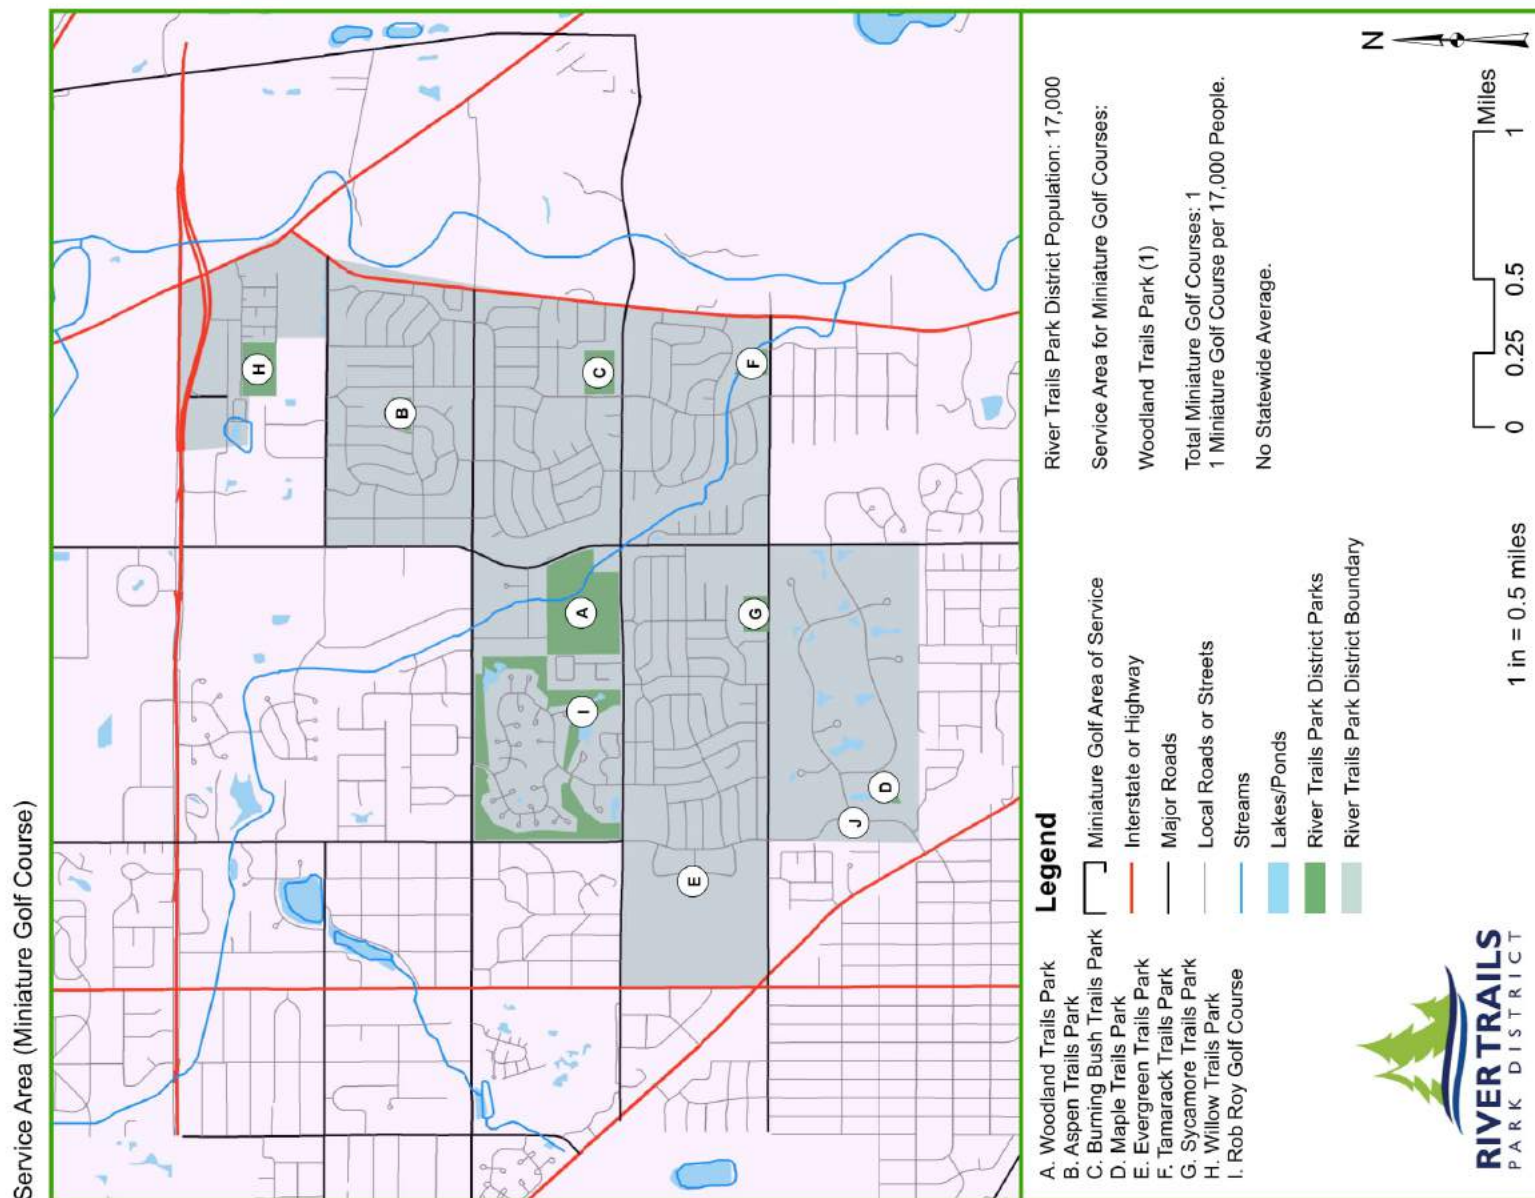 Service Area (Miniature Golf Course)
H
B
C
F
A
I
G
E
J
D
A. Woodland Trails Park
B. Aspen Trails Park
C. Burning Bush Trails Park
D. Maple Trails Park
E. Evergreen Trails Park
F. Tamarack Trails Park
G. Sycamore Trails Park
H. Willow Trails Park
I. Rob Roy Golf Course
Legend
Miniature Golf Area of Service
Interstate or Highway
Major Roads
Local Roads or Streets
Streams
Lakes/Ponds
River Trails Park District Parks
River Trails Park District Boundary
River Trails Park District Population: 17,000
Service Area for Miniature Golf Courses:
Woodland Trails Park (1)
Total Miniature Golf Courses: 1
1 Miniature Golf Course per 17,000 People.
No Statewide Average.
N
RIVER TRAILS
PARK DISTRICT
1 in = 0.5 miles
0 0.25 0.5 1
Miles